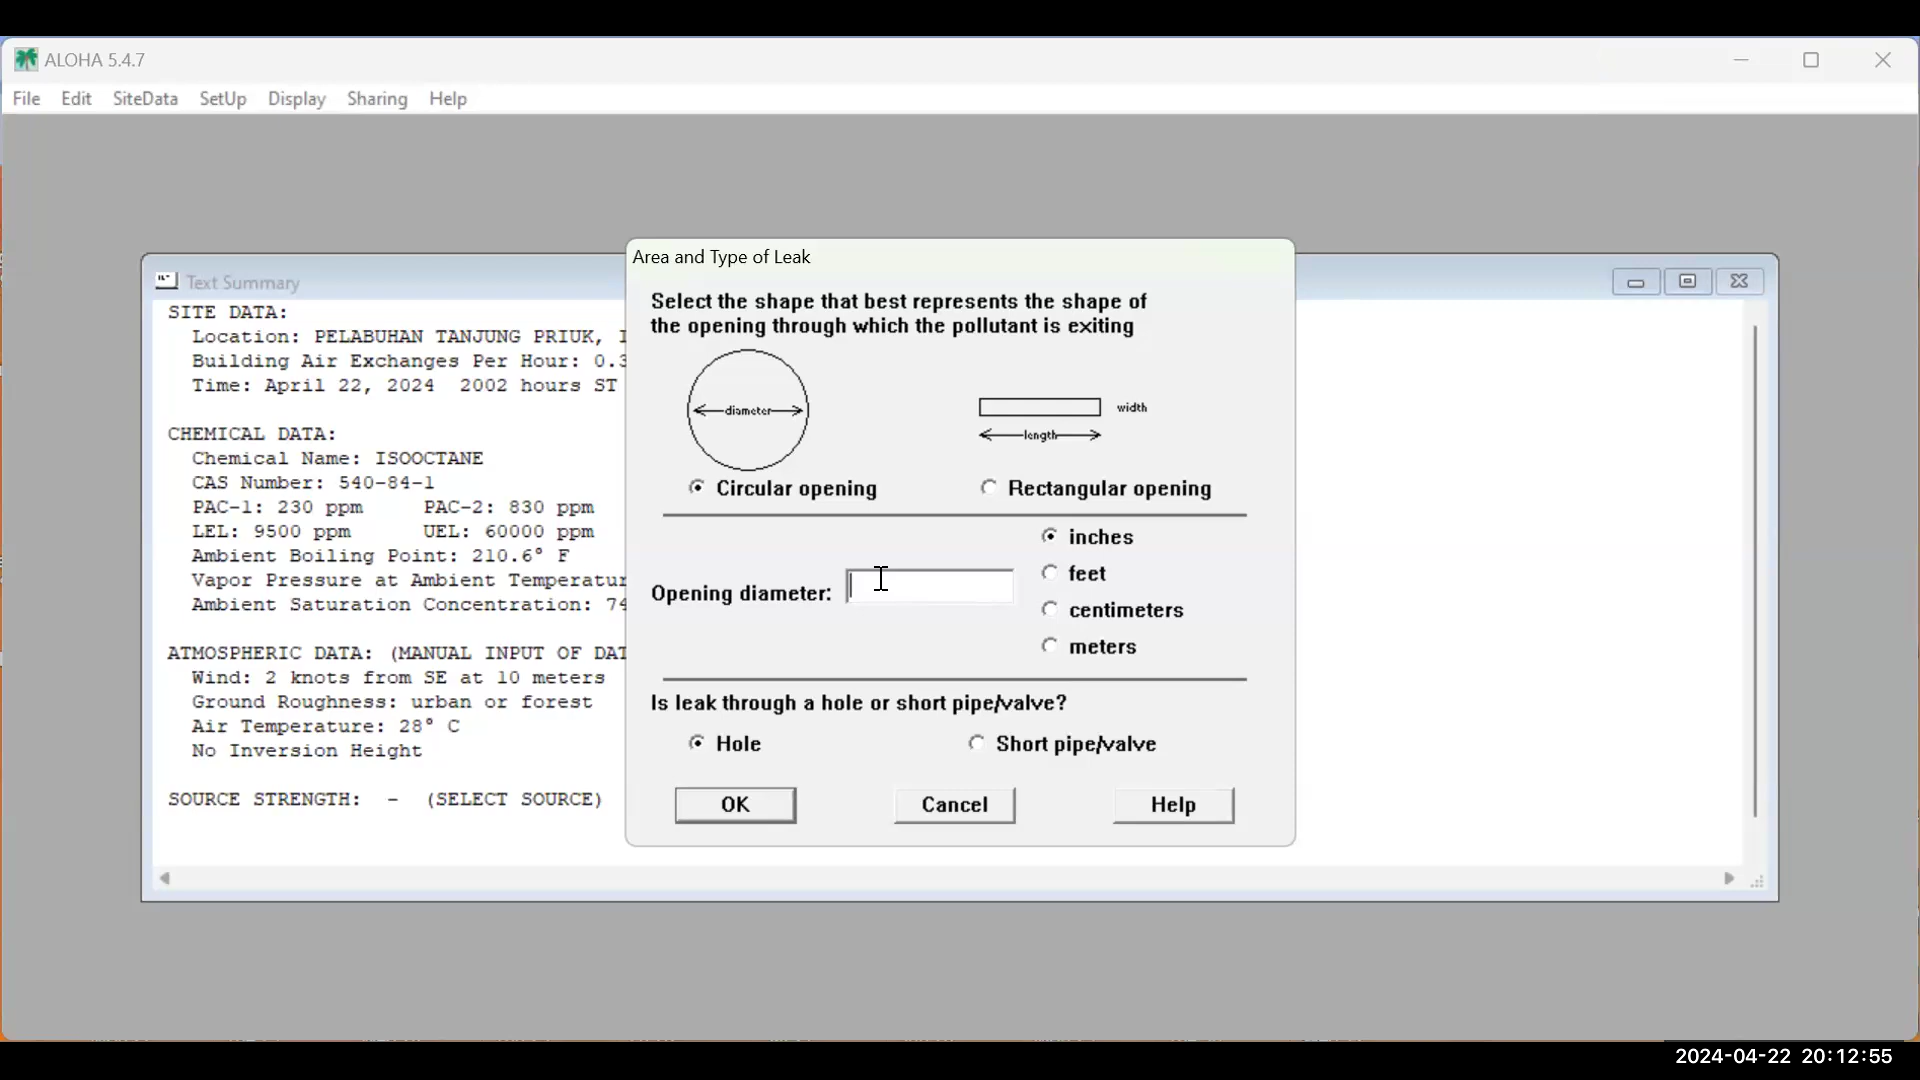 ALOHA 5.4.7
File Edit SiteData SetUp Display Sharing Help
Text Summary
SITE DATA:
Location: PELABUHAN TANJUNG PRIUK, I
Building Air Exchanges Per Hour: 0.3
Time: April 22, 2024 2002 hours ST
CHEMICAL DATA:
Chemical Name: ISOOCTANE
CAS Number: 540-84-1
PAC-1: 230 ppm PAC-2: 830 ppm
LEL: 9500 ppm UEL: 60000 ppm
Ambient Boiling Point: 210.6° F
Vapor Pressure at Ambient Temperatur
Ambient Saturation Concentration: 74
ATMOSPHERIC DATA: (MANUAL INPUT OF DAT
Wind: 2 knots from SE at 10 meters
Ground Roughness: urban or forest
Air Temperature: 28° C
No Inversion Height
SOURCE STRENGTH: - (SELECT SOURCE)
Area and Type of Leak
Select the shape that best represents the shape of
the opening through which the pollutant is exiting
diameter
width
length
Circular opening Rectangular opening
inches
feet
Opening diameter:
centimeters
meters
Is leak through a hole or short pipe/valve?
Hole Short pipe/valve
OK Cancel Help
2024-04-22 20:12:55